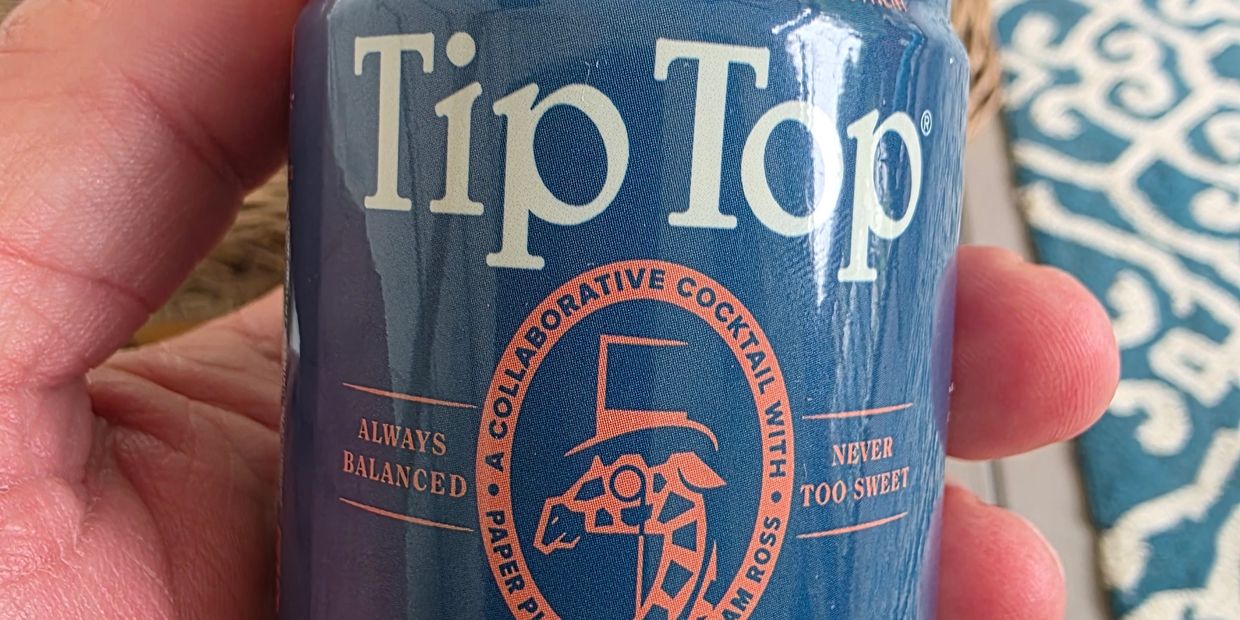 Tip Top®
A COLLABORATIVE COCKTAIL WITH
ALWAYS
BALANCED
NEVER
TOO SWEET
PAPER
ROSS